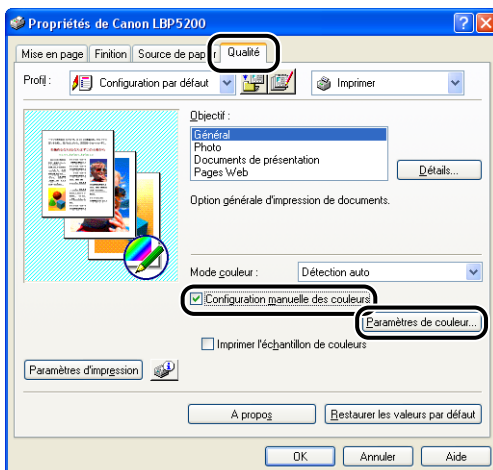 Propriétés de Canon LBP5200
Mise en page
Finition
Source de papier
Qualité
Profil :
Configuration par défaut
Imprimer
Objectif :
Général
Photo
Documents de présentation
Pages Web
Détails...
Option générale d'impression de documents.
Mode couleur :
Détection auto
Configuration manuelle des couleurs
Paramètres de couleur...
Imprimer l'échantillon de couleurs
Paramètres d'impression
A propos
Restaurer les valeurs par défaut
OK
Annuler
Aide